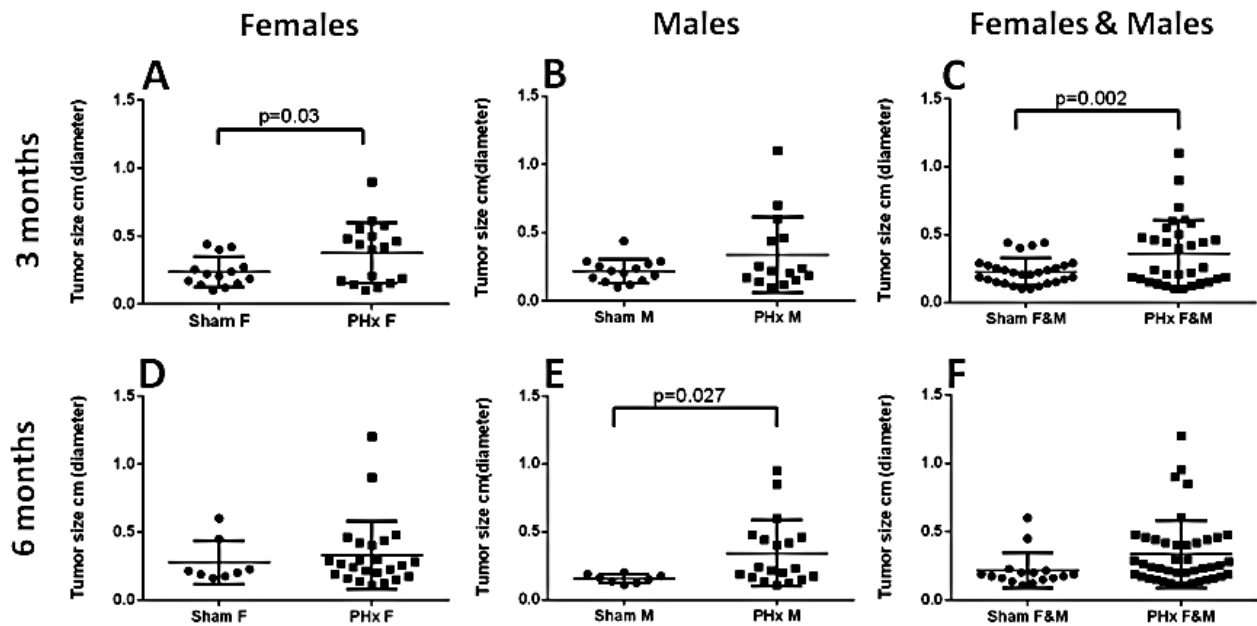 Females
Males
Females & Males
3 months
A
Tumor size cm (diameter)
1.5
1.0
0.5
0.0
p=0.03
Sham F
PHx F
B
Tumor size cm(diameter)
1.5
1.0
0.5
0.0
Sham M
PHx M
C
Tumor size cm (diameter)
1.5
1.0
0.5
0.0
p=0.002
Sham F&M
PHx F&M
6 months
D
Tumor size cm (diameter)
1.5
1.0
0.5
0.0
Sham F
PHx F
E
Tumor size cm(diameter)
1.5
1.0
0.5
0.0
p=0.027
Sham M
PHx M
F
Tumor size cm (diameter)
1.5
1.0
0.5
0.0
Sham F&M
PHx F&M